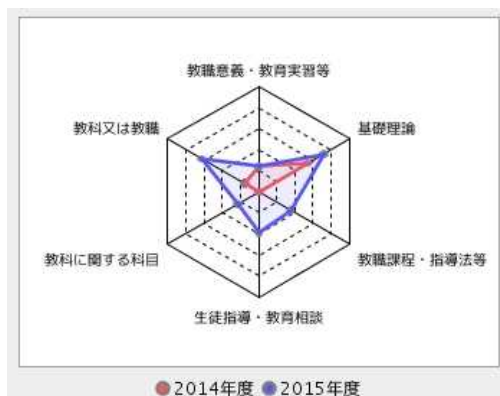 教職意義・教育実習等
教科又は教職
基礎理論
教科に関する科目
教職課程・指導法等
生徒指導・教育相談
2014年度 2015年度